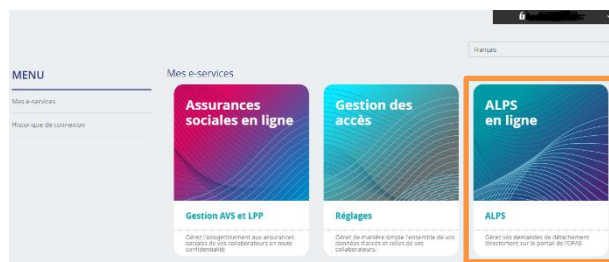 Français
MENU
Mes e-services
Mes e-services
Historique de connexion
Assurances
sociales en ligne
Gestion AVS et LPP
Gérez l'assujettissement aux assurances
sociales de vos collaborateurs en toute
confidentialité
Gestion des
accès
Réglages
Gérez de manière simple l'ensemble de vos
données d'accès et celles de vos
collaborateurs.
ALPS
en ligne
ALPS
Gérez vos demandes de détachement
directement sur le portail de l'OFAS